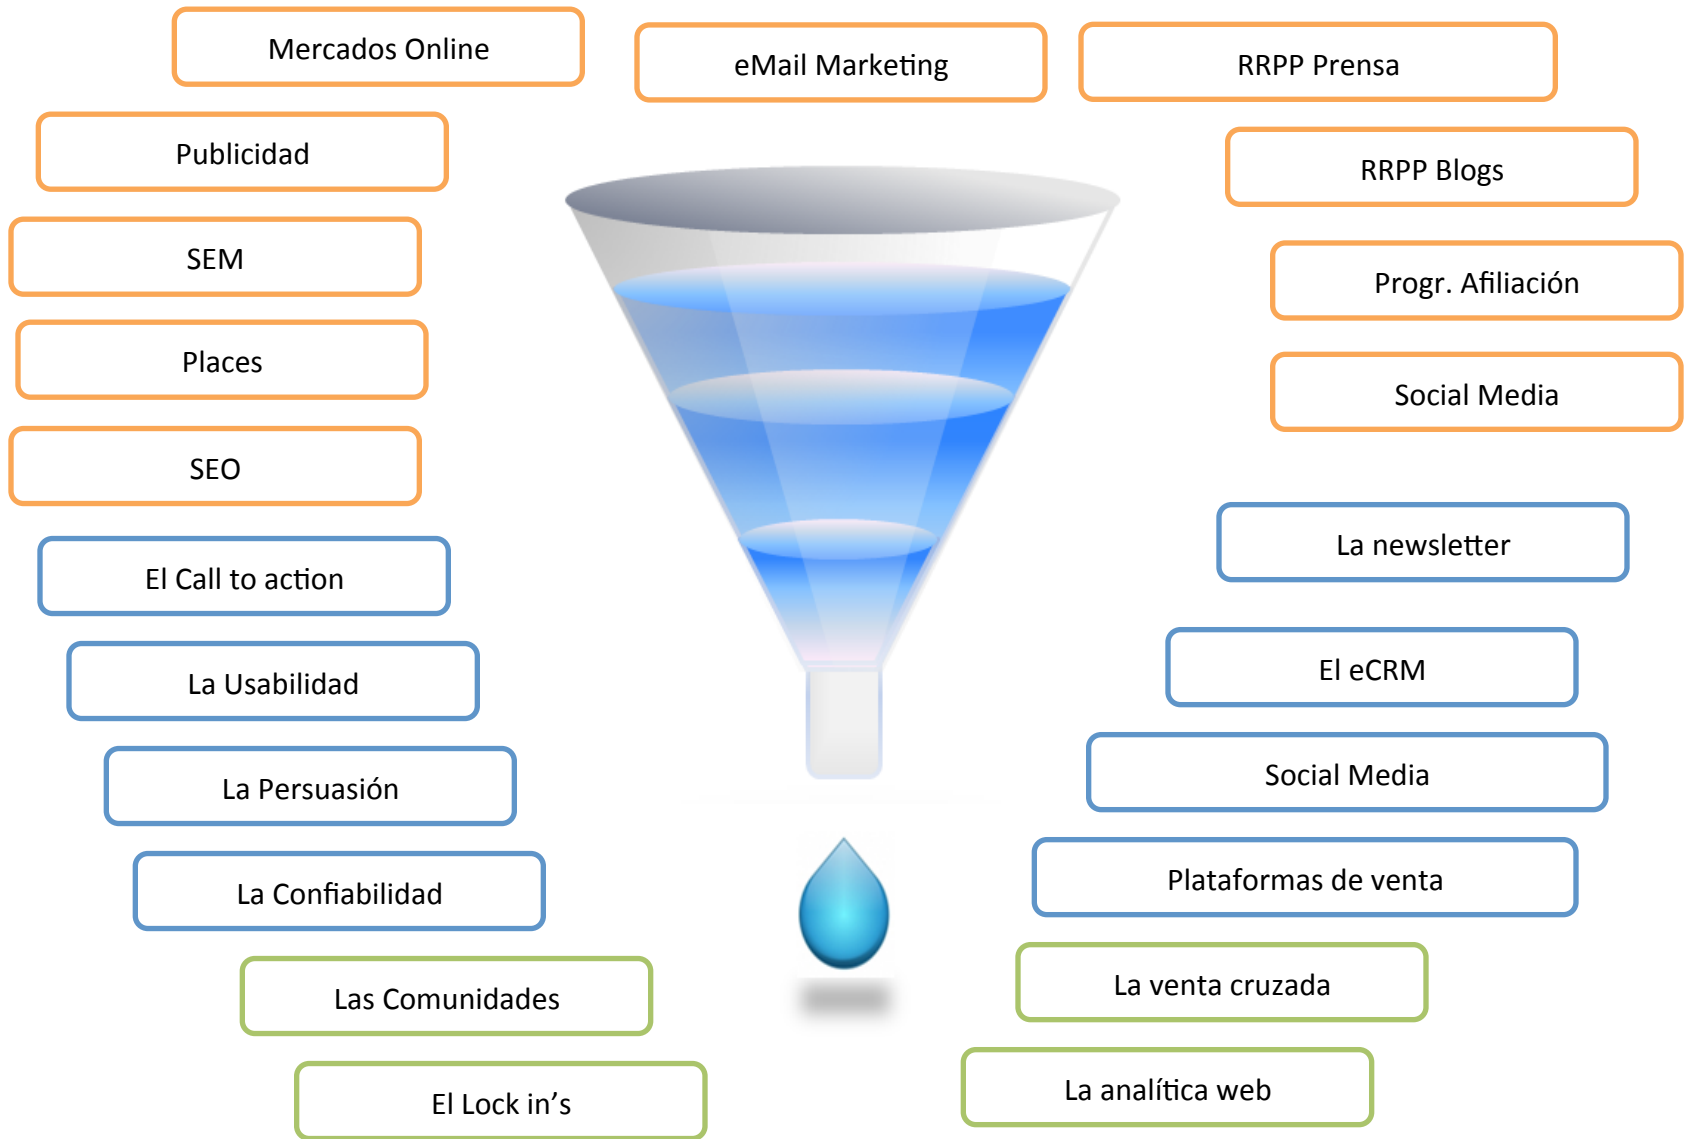 Mercados Online
eMail Marketing
RRPP Prensa
Publicidad
RRPP Blogs
SEM
Progr. Afiliación
Places
Social Media
SEO
La newsletter
El Call to action
El eCRM
La Usabilidad
Social Media
La Persuasión
Plataformas de venta
La Confiabilidad
La venta cruzada
Las Comunidades
La analítica web
El Lock in’s